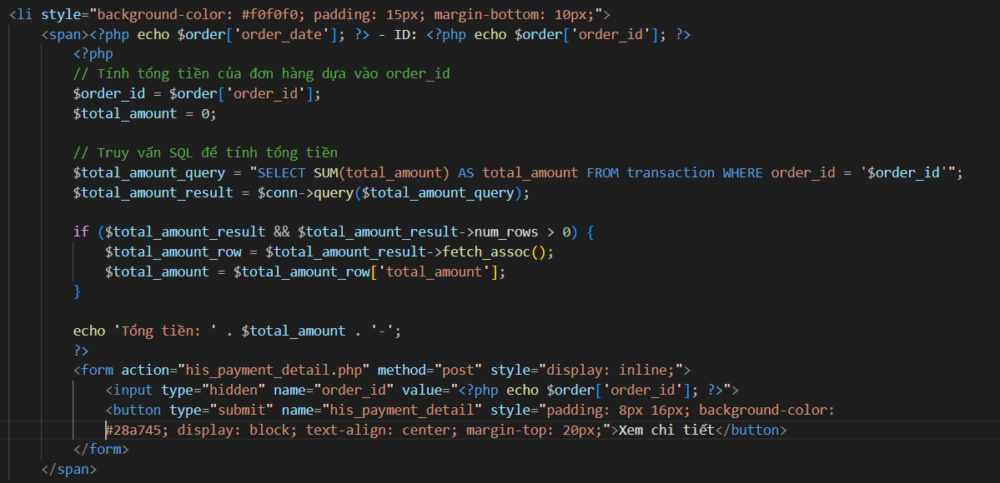 <li style="background-color: #f0f0f0; padding: 15px; margin-bottom: 10px;">
<span><?php echo $order['order_date']; ?> - ID: <?php echo $order['order_id']; ?>
<?php
// Tính tổng tiền của đơn hàng dựa vào order_id
$order_id = $order['order_id'];
$total_amount = 0;
// Truy vấn SQL để tính tổng tiền
$total_amount_query = "SELECT SUM(total_amount) AS total_amount FROM transaction WHERE order_id = '$order_id'";
$total_amount_result = $conn->query($total_amount_query);
if ($total_amount_result && $total_amount_result->num_rows > 0) {
$total_amount_row = $total_amount_result->fetch_assoc();
$total_amount = $total_amount_row['total_amount'];
}
echo 'Tổng tiền: ' . $total_amount . '-';
?>
<form action="his_payment_detail.php" method="post" style="display: inline;">
<input type="hidden" name="order_id" value="<?php echo $order['order_id']; ?>">
<button type="submit" name="his_payment_detail" style="padding: 8px 16px; background-color:
#28a745; display: block; text-align: center; margin-top: 20px;">Xem chi tiết</button>
</form>
</span>